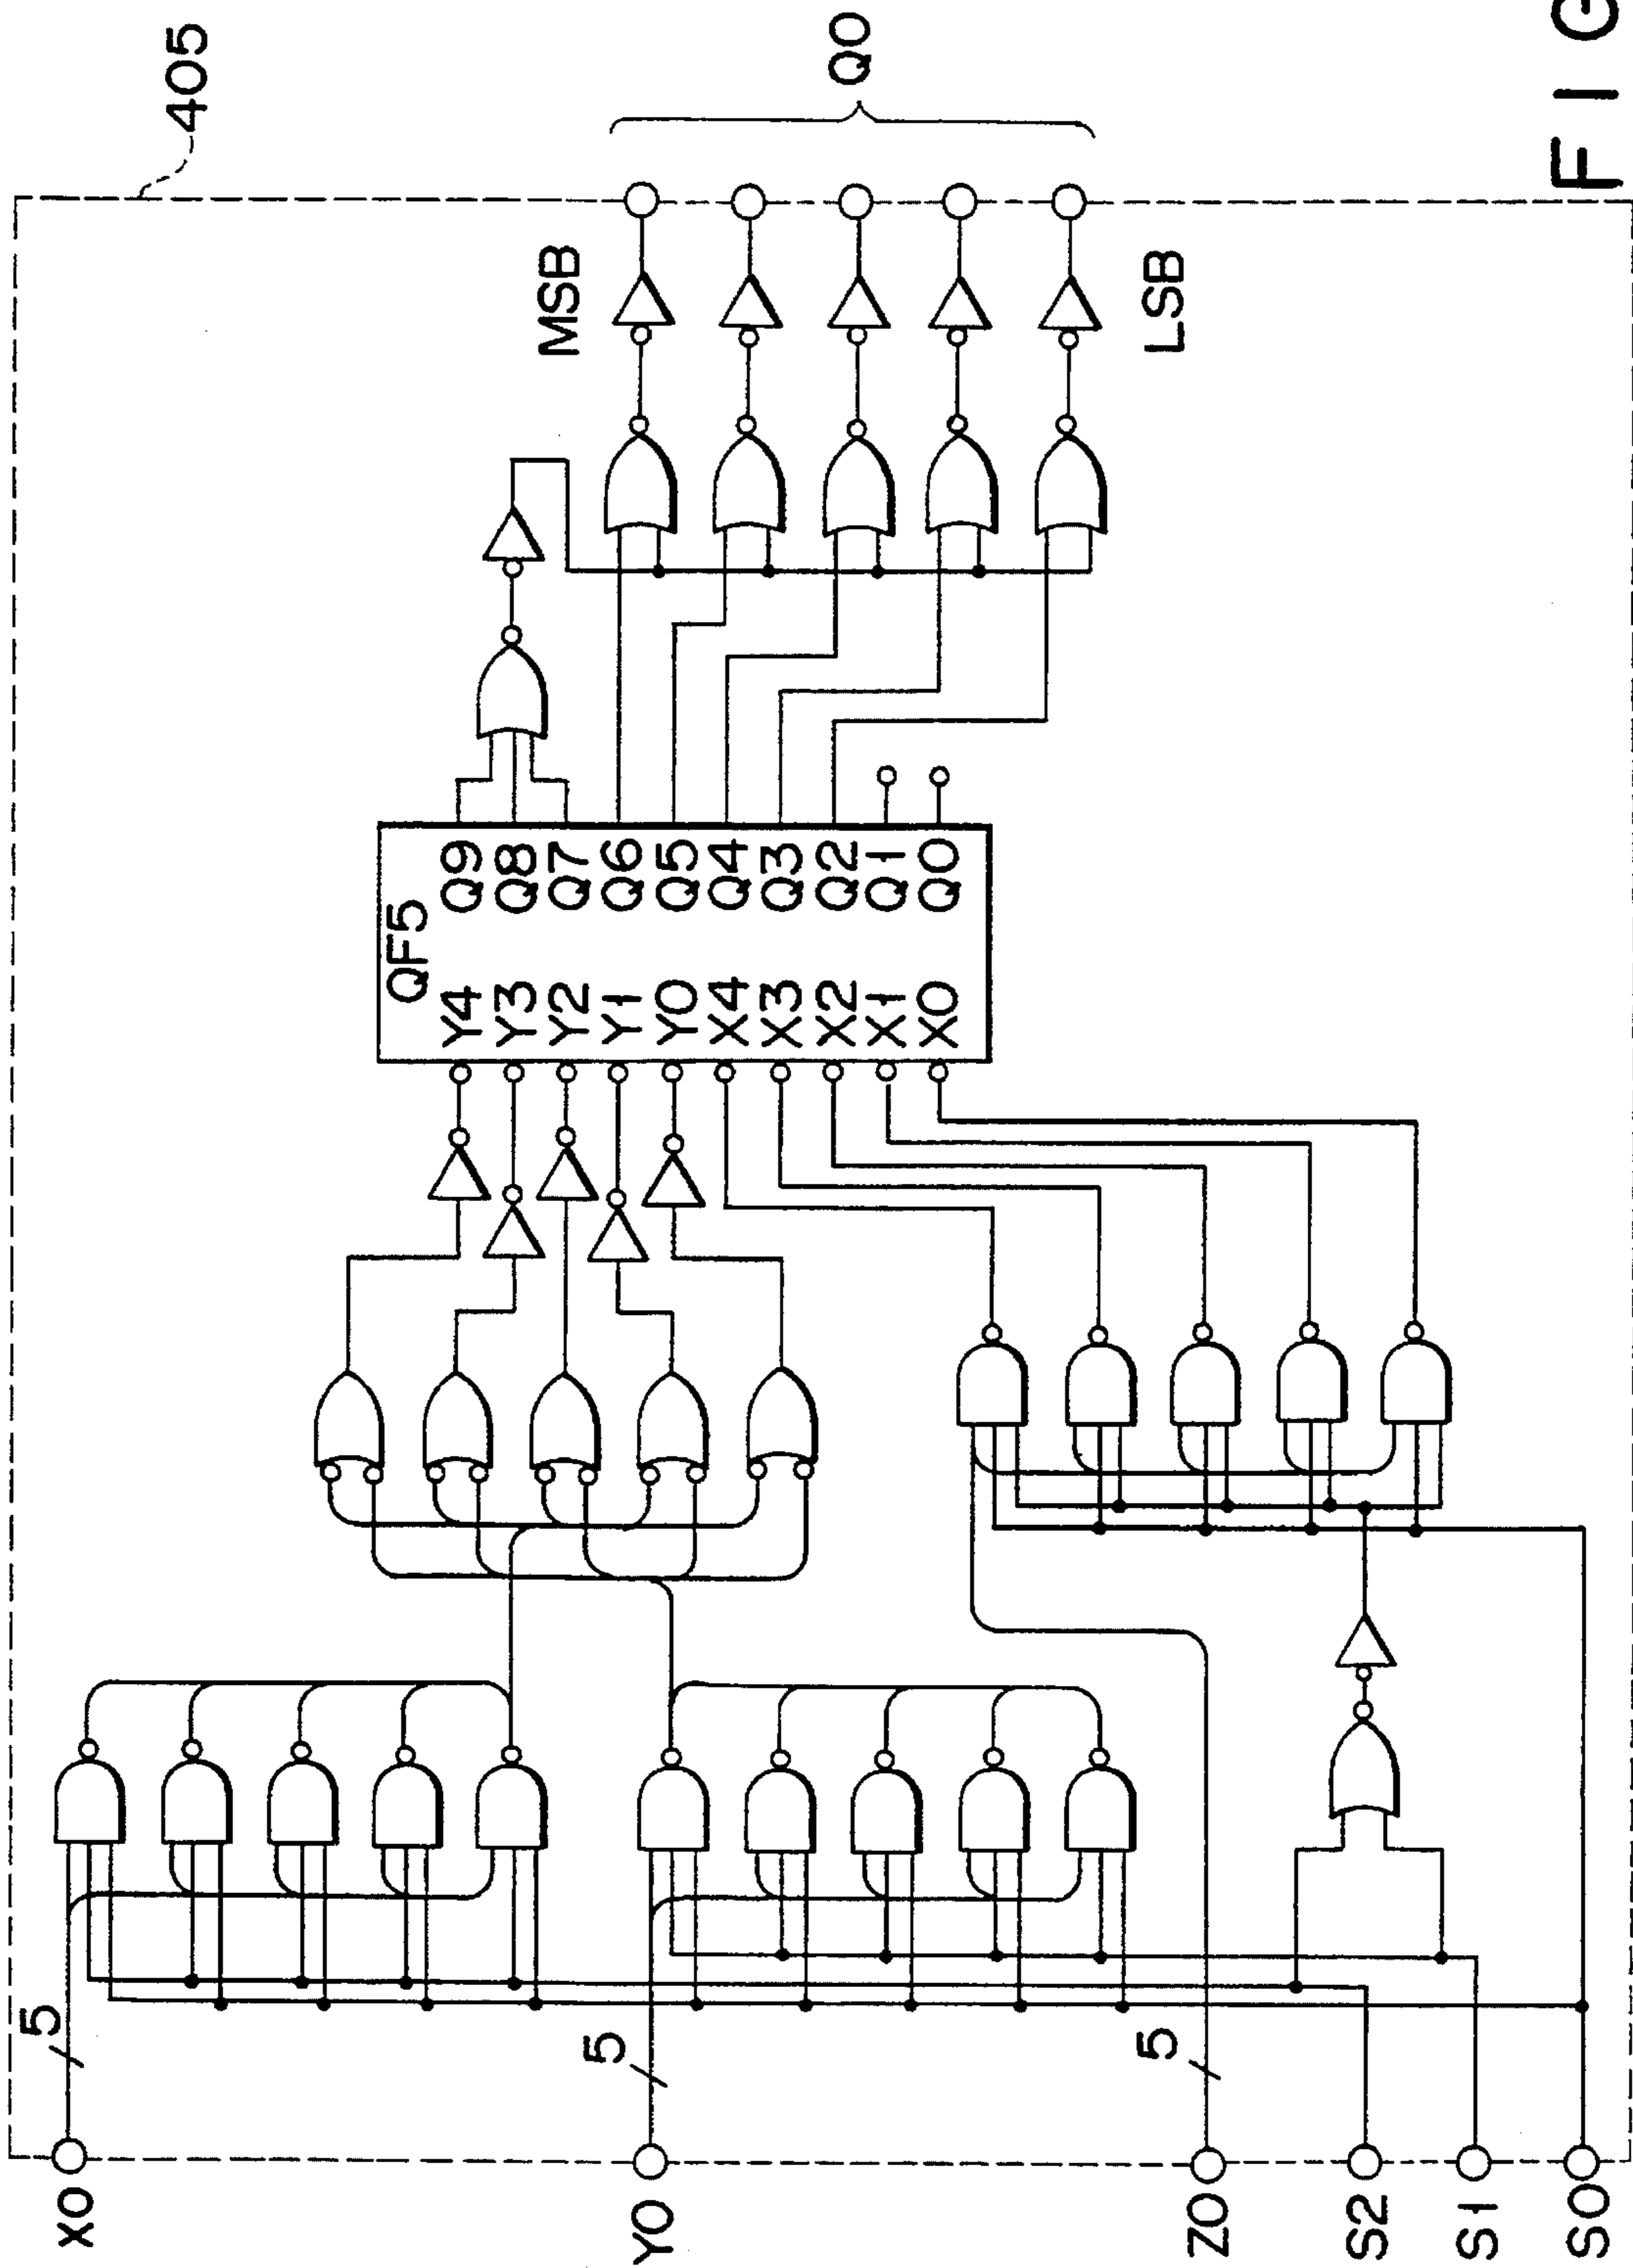 405
X0
5
Y0
5
Z0
5
S2
S1
S0
QF5
Y4 Q9
Y3 Q8
Y2 Q7
Y1 Q6
Y0 Q5
X4 Q4
X3 Q3
X2 Q2
X1 Q1
X0 Q0
MSB
LSB
Q0
FIG